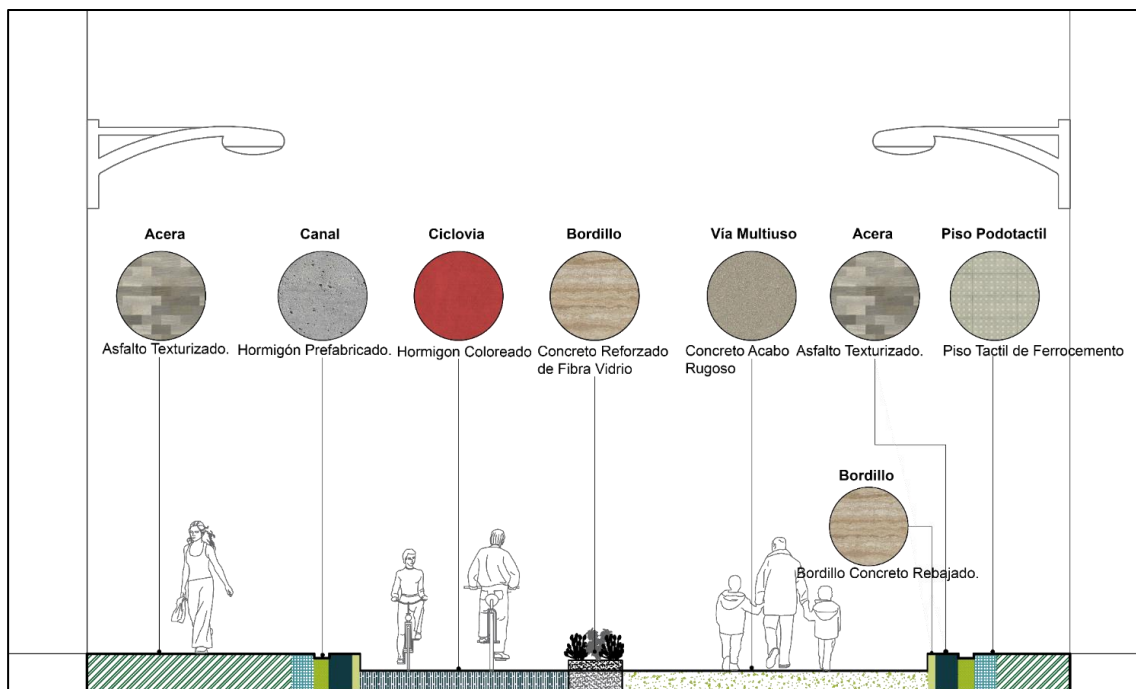 Acera
Canal
Ciclovia
Bordillo
Vía Multiuso
Acera
Piso Podotactil
Asfalto Texturizado.
Hormigón Prefabricado.
Hormigon Coloreado
Concreto Reforzado
de Fibra Vidrio
Concreto Acabo
Rugoso
Asfalto Texturizado.
Piso Tactil de Ferrocemento
Bordillo
Bordillo Concreto Rebajado.